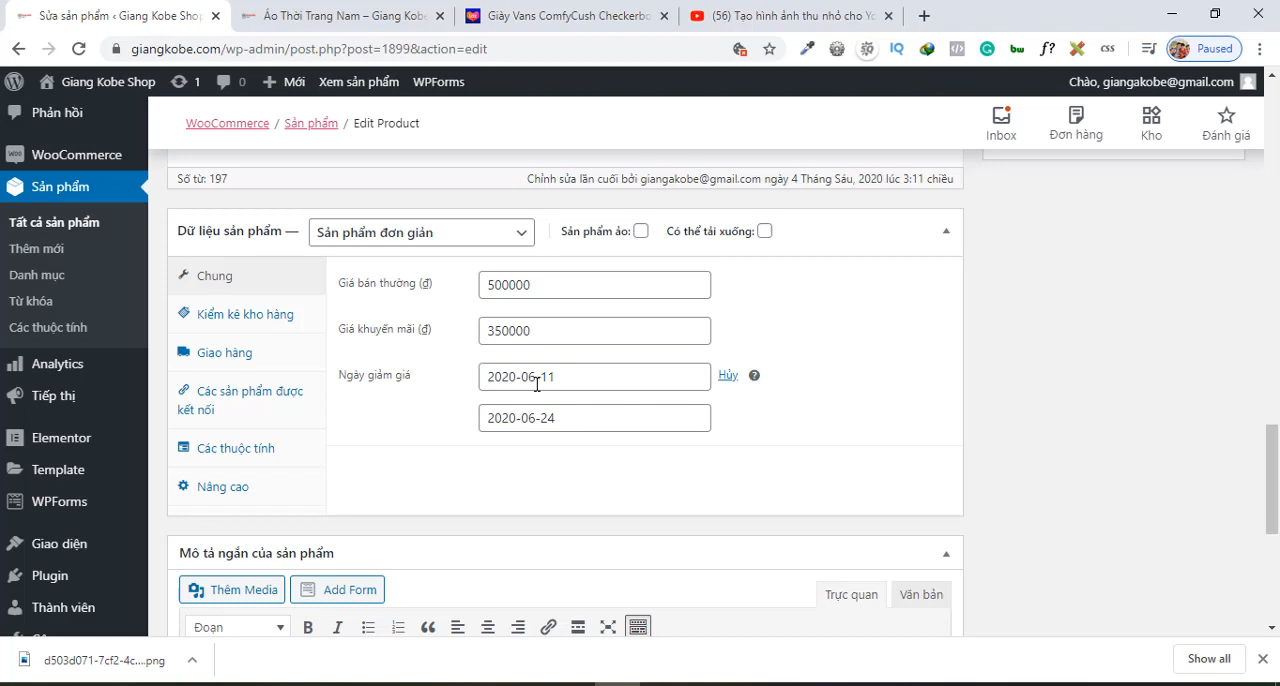 Sửa sản phẩm ‹ Giang Kobe Shop
Áo Thời Trang Nam – Giang Kobe
Giày Vans ComfyCush Checkerbo
(56) Tạo hình ảnh thu nhỏ cho Yo
giangkobe.com/wp-admin/post.php?post=1899&action=edit
IQ
bw
f?
css
Paused
Giang Kobe Shop
1
0
Mới
Xem sản phẩm
WPForms
Chào, giangakobe@gmail.com
Phản hồi
WooCommerce
Sản phẩm
Tất cả sản phẩm
Thêm mới
Danh mục
Từ khóa
Các thuộc tính
Analytics
Tiếp thị
Elementor
Template
WPForms
Giao diện
Plugin
Thành viên
WooCommerce / Sản phẩm / Edit Product
Inbox
Đơn hàng
Kho
Đánh giá
Số từ: 197
Chỉnh sửa lần cuối bởi giangkobe@gmail.com ngày 4 Tháng Sáu, 2020 lúc 3:11 chiều
Dữ liệu sản phẩm —
Sản phẩm đơn giản
Sản phẩm ảo:
Có thể tải xuống:
Chung
Kiểm kê kho hàng
Giao hàng
Các sản phẩm được
kết nối
Các thuộc tính
Nâng cao
Giá bán thường (₫)
500000
Giá khuyến mãi (₫)
350000
Ngày giảm giá
2020-06-11
Hủy
2020-06-24
Mô tả ngắn của sản phẩm
Thêm Media
Add Form
Trực quan
Văn bản
Đoạn
B
I
d503d071-7cf2-4c....png
Show all